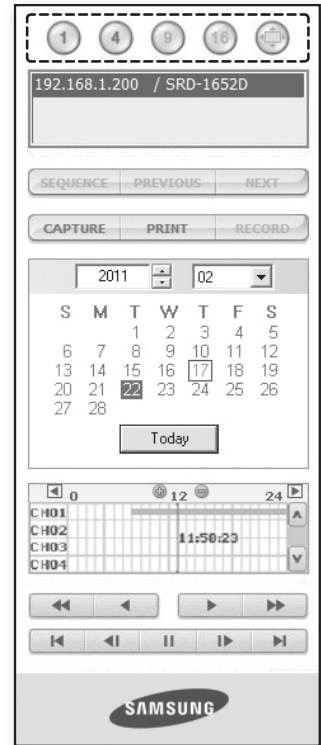 1 4 9 16
192.168.1.200 / SRD-1652D
SEQUENCE PREVIOUS NEXT
CAPTURE PRINT RECORD
2011 02
S M T W T F S
1 2 3 4 5
6 7 8 9 10 11 12
13 14 15 16 17 18 19
20 21 22 23 24 25 26
27 28
Today
0 12 24
CH01
CH02
11:58:23
CH03
CH04
SAMSUNG